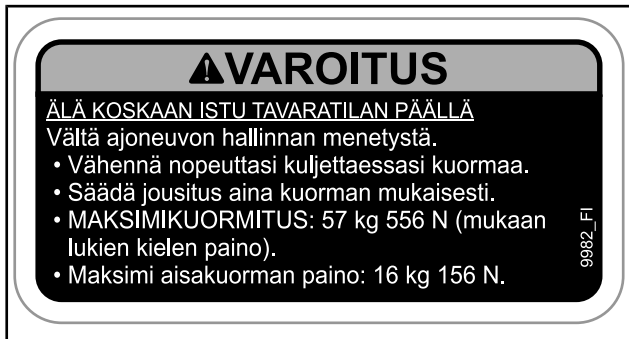 ⚠VAROITUS
ÄLÄ KOSKAAN ISTU TAVARATILAN PÄÄLLÄ
Vältä ajoneuvon hallinnan menetystä.
• Vähennä nopeuttasi kuljettaessasi kuormaa.
• Säädä jousitus aina kuorman mukaisesti.
• MAKSIMIKUORMITUS: 57 kg 556 N (mukaan
lukien kielen paino).
• Maksimi aisakuorman paino: 16 kg 156 N.
9982_FI